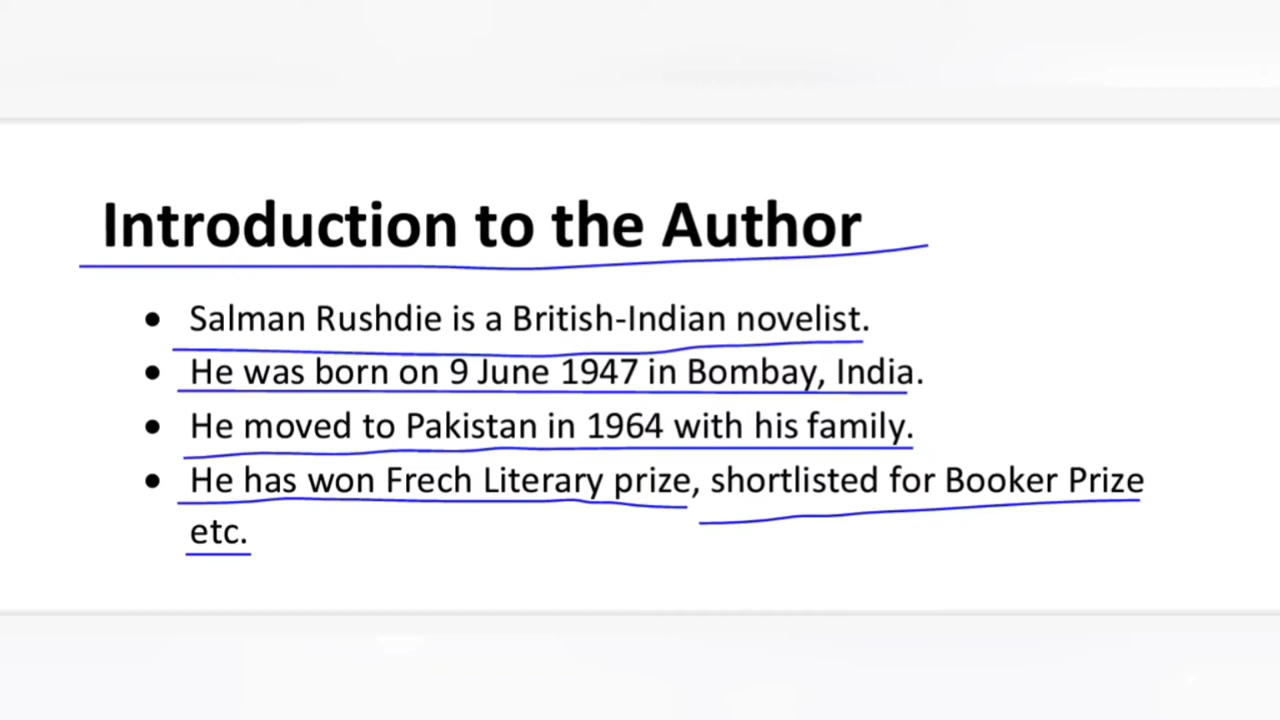 Introduction to the Author
• Salman Rushdie is a British-Indian novelist.
• He was born on 9 June 1947 in Bombay, India.
• He moved to Pakistan in 1964 with his family.
• He has won Frech Literary prize, shortlisted for Booker Prize
etc.